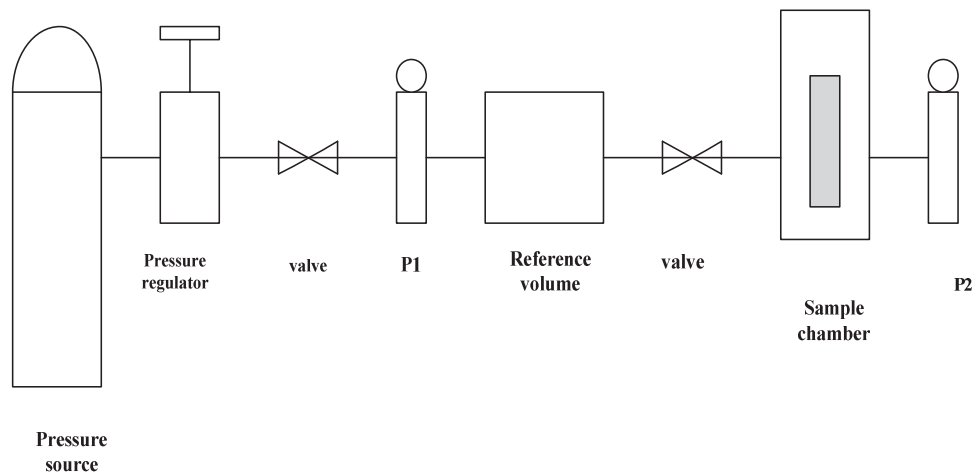 Pressure
regulator
valve
P1
Reference
volume
valve
Sample
chamber
P2
Pressure
source